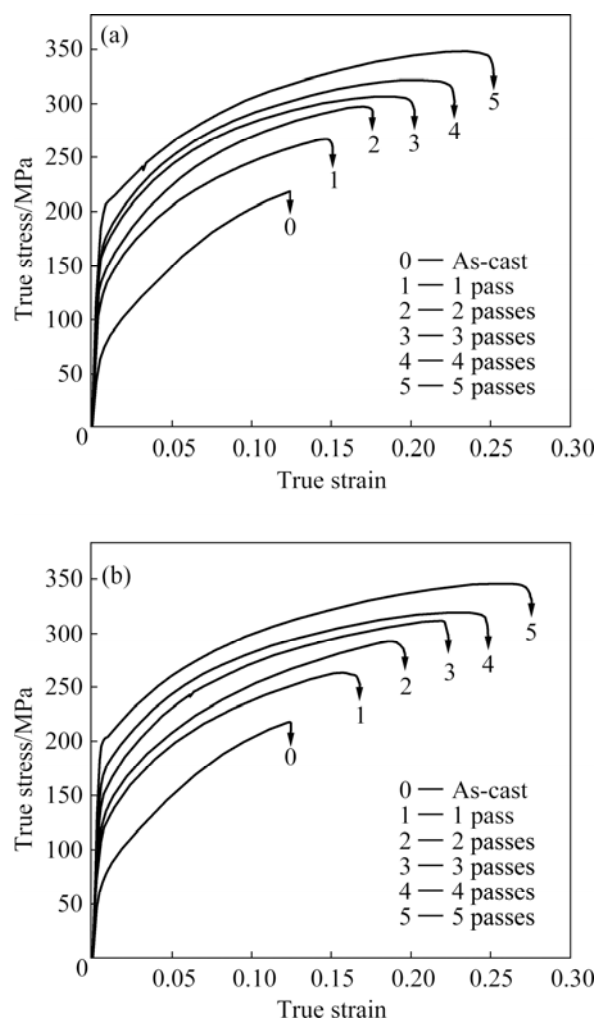 (a)
350
300
250
200
150
100
50
0
True stress/MPa
5
4
3
2
1
0
0 — As-cast
1 — 1 pass
2 — 2 passes
3 — 3 passes
4 — 4 passes
5 — 5 passes
0.05 0.10 0.15 0.20 0.25 0.30
True strain
(b)
350
300
250
200
150
100
50
0
True stress/MPa
5
4
3
2
1
0
0 — As-cast
1 — 1 pass
2 — 2 passes
3 — 3 passes
4 — 4 passes
5 — 5 passes
0.05 0.10 0.15 0.20 0.25 0.30
True strain